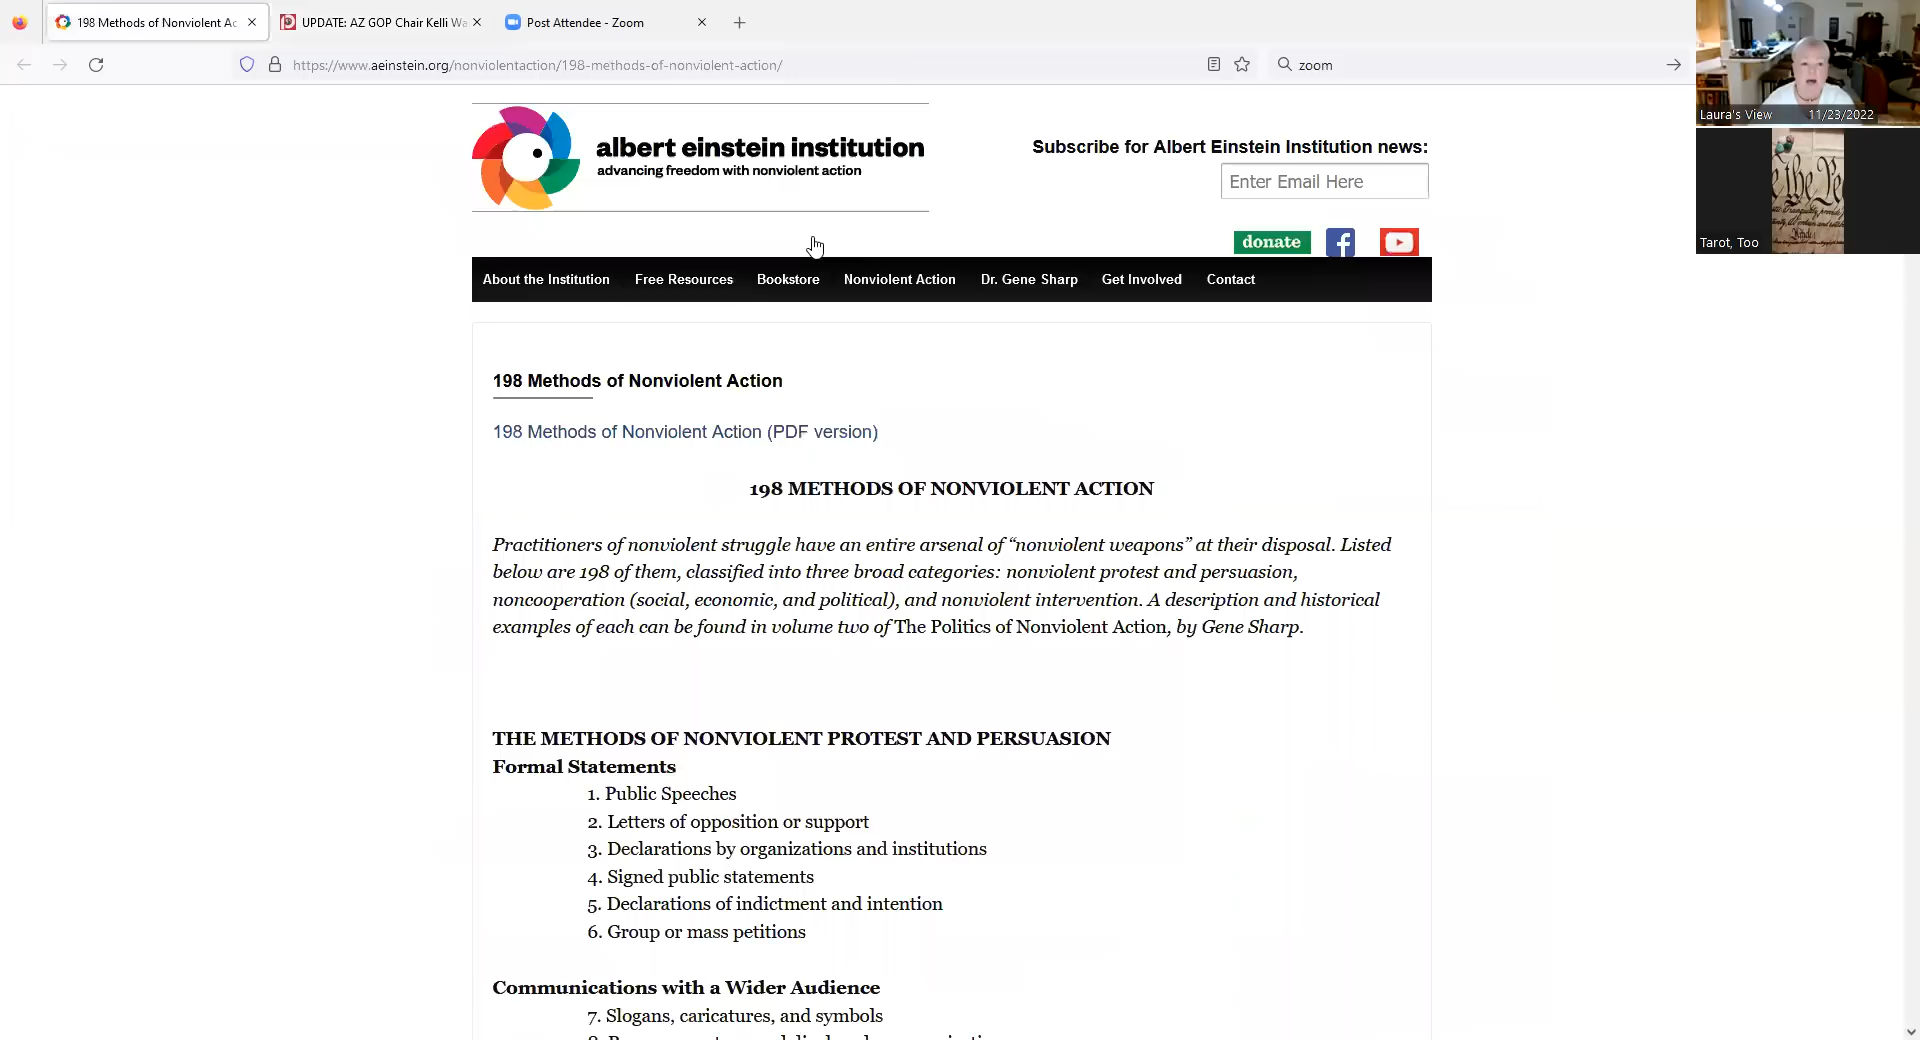 198 Methods of Nonviolent Ac
UPDATE: AZ GOP Chair Kelli Wa
Post Attendee - Zoom
https://www.aeinstein.org/nonviolentaction/198-methods-of-nonviolent-action/
zoom
Laura's View 11/23/2022
Tarot, Too
albert einstein institution
advancing freedom with nonviolent action
Subscribe for Albert Einstein Institution news:
Enter Email Here
donate
About the Institution Free Resources Bookstore Nonviolent Action Dr. Gene Sharp Get Involved Contact
198 Methods of Nonviolent Action
198 Methods of Nonviolent Action (PDF version)
198 METHODS OF NONVIOLENT ACTION
Practitioners of nonviolent struggle have an entire arsenal of “nonviolent weapons” at their disposal. Listed
below are 198 of them, classified into three broad categories: nonviolent protest and persuasion,
noncooperation (social, economic, and political), and nonviolent intervention. A description and historical
examples of each can be found in volume two of The Politics of Nonviolent Action, by Gene Sharp.
THE METHODS OF NONVIOLENT PROTEST AND PERSUASION
Formal Statements
1. Public Speeches
2. Letters of opposition or support
3. Declarations by organizations and institutions
4. Signed public statements
5. Declarations of indictment and intention
6. Group or mass petitions
Communications with a Wider Audience
7. Slogans, caricatures, and symbols